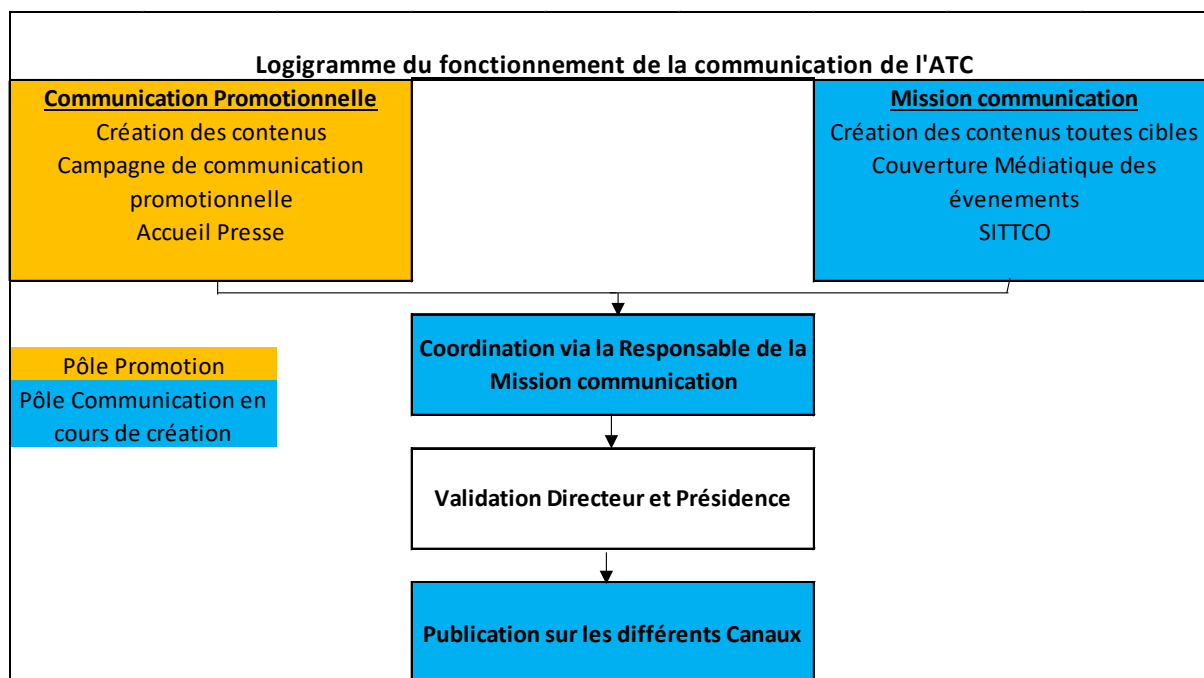 Logigramme du fonctionnement de la communication de l'ATC
Communication Promotionnelle
Création des contenus
Campagne de communication
promotionnelle
Accueil Presse
Mission communication
Création des contenus toutes cibles
Couverture Médiatique des
évenements
SITTCO
Coordination via la Responsable de la
Mission communication
Pôle Promotion
Pôle Communication en
cours de création
Validation Directeur et Présidence
Publication sur les différents Canaux